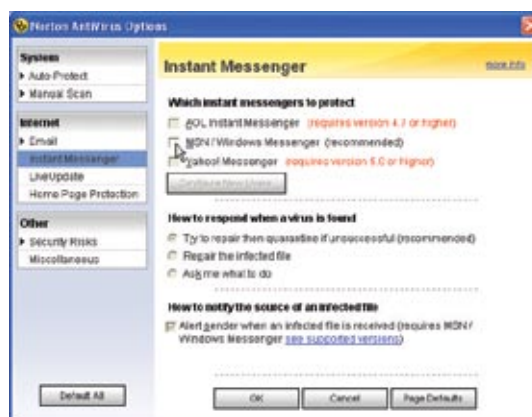 Norton AntiVirus Options
System
Auto-Protect
Manual Scan
Internet
Email
Instant Messenger
LiveUpdate
Home Page Protection
Other
Security Risks
Miscellaneous
Default All
Instant Messenger
more info
Which instant messengers to protect
AOL Instant Messenger (requires version 4.7 or higher)
MSN / Windows Messenger (recommended)
Yahoo! Messenger (requires version 5.0 or higher)
Configure New Users
How to respond when a virus is found
Try to repair then quarantine if unsuccessful (recommended)
Repair the infected file
Ask me what to do
How to notify the source of an infected file
Alert sender when an infected file is received (requires MSN /
Windows Messenger see supported versions)
OK
Cancel
Page Defaults